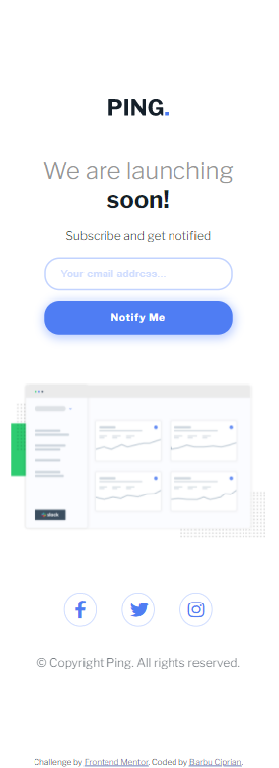 PING.
We are launching
soon!
Subscribe and get notified
Your email address...
Notify Me
slack
© Copyright Ping. All rights reserved.
Challenge by Frontend Mentor. Coded by Barbu Ciprian.